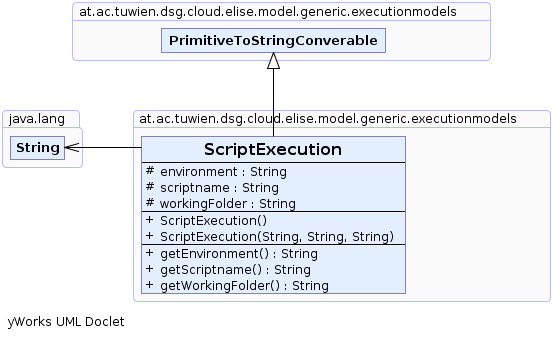 at.ac.tuwien.dsg.cloud.elise.model.generic.executionmodels
PrimitiveToStringConverable
java.lang
String
at.ac.tuwien.dsg.cloud.elise.model.generic.executionmodels
ScriptExecution
# environment : String
# scriptname : String
# workingFolder : String
+ ScriptExecution()
+ ScriptExecution(String, String, String)
+ getEnvironment() : String
+ getScriptname() : String
+ getWorkingFolder() : String
yWorks UML Doclet